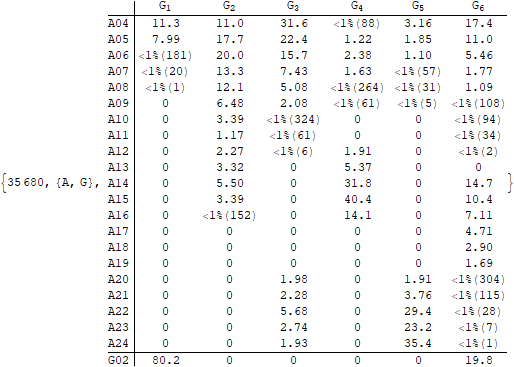 G1 G2 G3 G4 G5 G6
A04 11.3 11.0 31.6 <1%(88) 3.16 17.4
A05 7.99 17.7 22.4 1.22 1.85 11.0
A06 <1%(181) 20.0 15.7 2.38 1.10 5.46
A07 <1%(20) 13.3 7.43 1.63 <1%(57) 1.77
A08 <1%(1) 12.1 5.08 <1%(264) <1%(31) 1.09
A09 0 6.48 2.08 <1%(61) <1%(5) <1%(108)
A10 0 3.39 <1%(324) 0 0 <1%(94)
A11 0 1.17 <1%(61) 0 0 <1%(34)
A12 0 2.27 <1%(6) 1.91 0 <1%(2)
A13 0 3.32 0 5.37 0 0
{35680, {A, G}, A14 0 5.50 0 31.8 0 14.7 }
A15 0 3.39 0 40.4 0 10.4
A16 0 <1%(152) 0 14.1 0 7.11
A17 0 0 0 0 0 4.71
A18 0 0 0 0 0 2.90
A19 0 0 0 0 0 1.69
A20 0 0 1.98 0 1.91 <1%(304)
A21 0 0 2.28 0 3.76 <1%(115)
A22 0 0 5.68 0 29.4 <1%(28)
A23 0 0 2.74 0 23.2 <1%(7)
A24 0 0 1.93 0 35.4 <1%(1)
G02 80.2 0 0 0 0 19.8